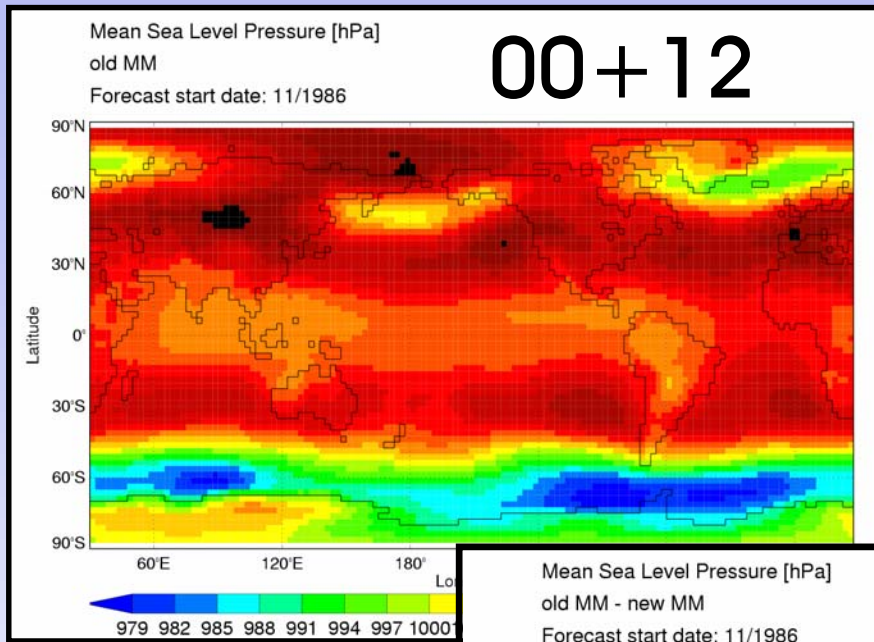 Mean Sea Level Pressure [hPa]
old MM
Forecast start date: 11/1986
00+12
90°N
60°N
30°N
0°
30°S
60°S
90°S
Latitude
60°E 120°E 180°
979 982 985 988 991 994 997 1000
Mean Sea Level Pressure [hPa]
old MM - new MM
Forecast start date: 11/1986